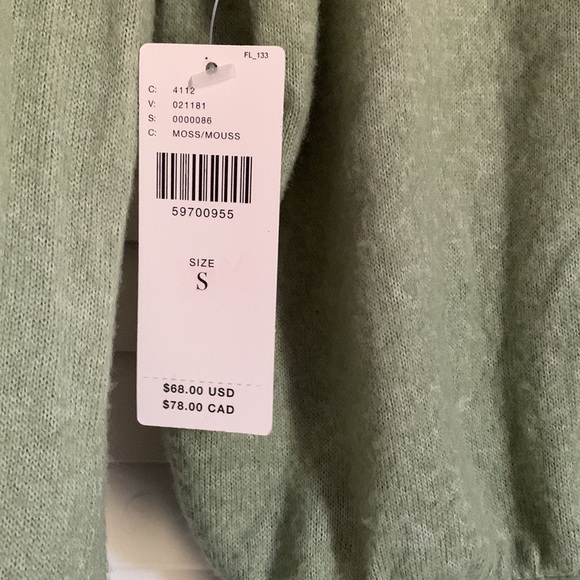 FL_133
C: 4112
V: 021181
S: 0000086
C: MOSS/MOUSS
59700955
SIZE
S
$68.00 USD
$78.00 CAD